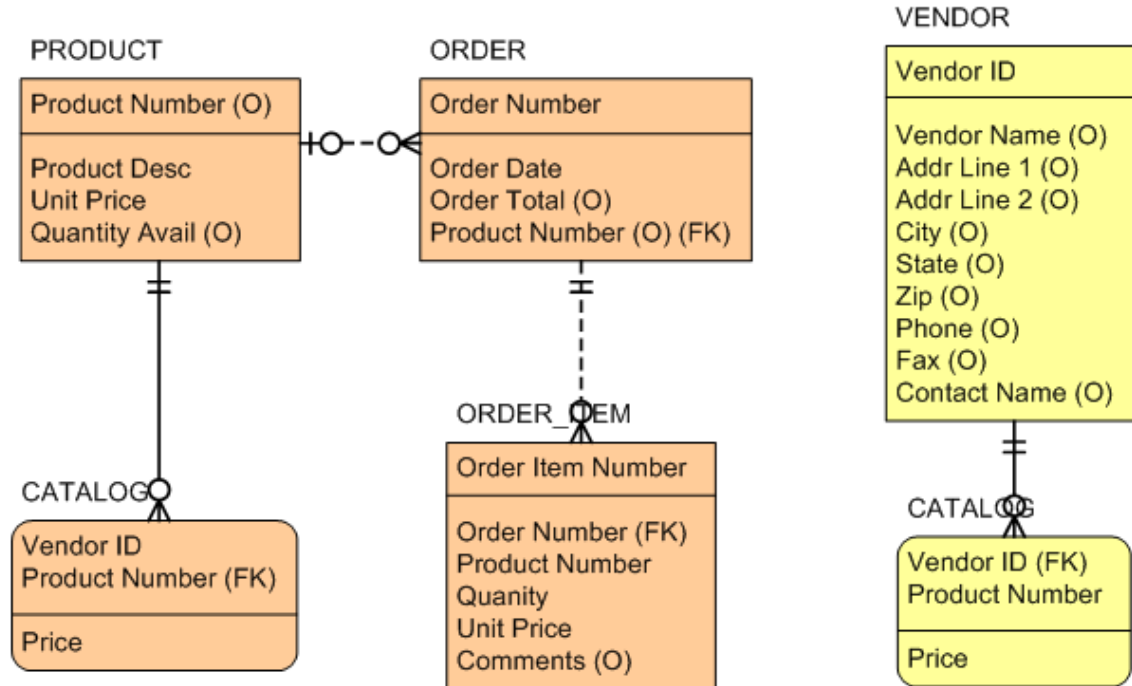 PRODUCT
Product Number (O)
Product Desc
Unit Price
Quantity Avail (O)
ORDER
Order Number
Order Date
Order Total (O)
Product Number (O) (FK)
VENDOR
Vendor ID
Vendor Name (O)
Addr Line 1 (O)
Addr Line 2 (O)
City (O)
State (O)
Zip (O)
Phone (O)
Fax (O)
Contact Name (O)
CATALOG
Vendor ID
Product Number (FK)
Price
ORDER_ITEM
Order Item Number
Order Number (FK)
Product Number
Quanity
Unit Price
Comments (O)
CATALOG
Vendor ID (FK)
Product Number
Price